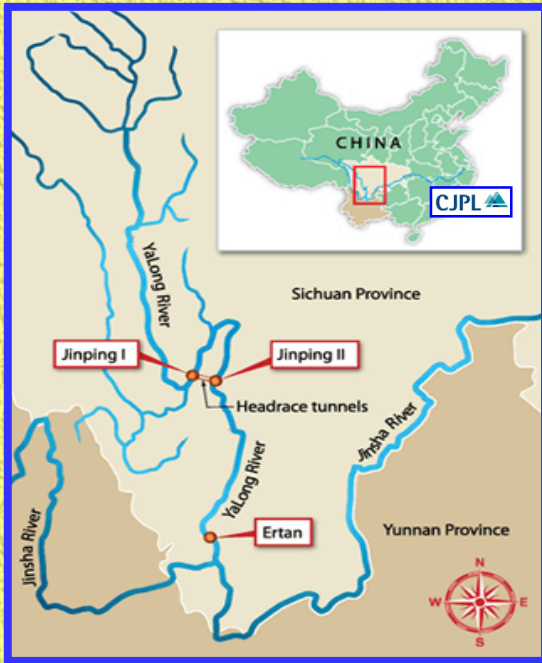 CHINA
CJPL
YaLong River
Sichuan Province
Jinping I
Jinping II
Headrace tunnels
Jinsha River
YaLong River
Jinsha River
Ertan
Yunnan Province
N
W
E
S